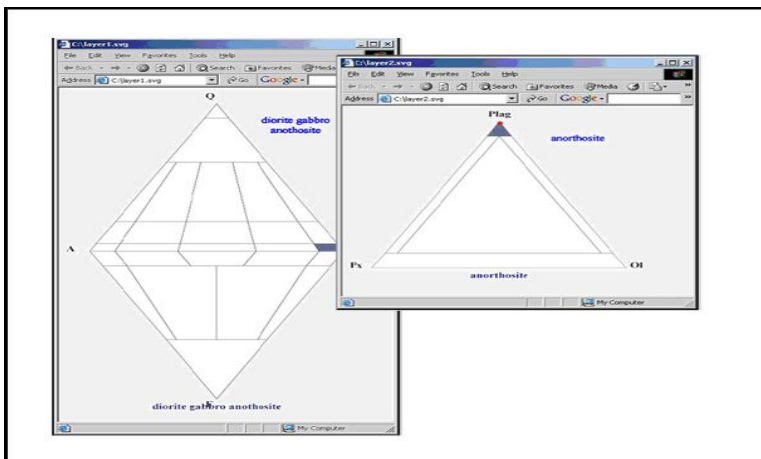 C:\layer1.svg
File Edit View Favorites Tools Help
Back Search Favorites Media
Address C:\layer1.svg Go Google
Q
diorite gabbro
anothosite
A
F
diorite gabbro anothosite
My Computer
C:\layer2.svg
File Edit View Favorites Tools Help
Back Search Favorites Media
Address C:\layer2.svg Go Google
Plag
anorthosite
Px Ol
anorthosite
My Computer